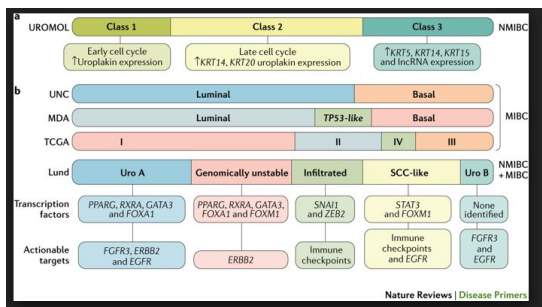 a
UROMOL Class 1 Class 2 Class 3 NMIBC
Early cell cycle
↑Uroplakin expression
Late cell cycle
↑KRT14, KRT20 uroplakin expression
↑KRT5, KRT14, KRT15
and lncRNA expression
b
UNC Luminal Basal
MDA Luminal TP53-like Basal
MIBC
TCGA I II IV III
Lund Uro A Genomically unstable Infiltrated SCC-like Uro B
NMIBC
+ MIBC
Transcription
factors
PPARG, RXRA, GATA3
and FOXA1
PPARG, RXRA, GATA3,
FOXA1 and FOXM1
SNAI1
and ZEB2
STAT3
and FOXM1
None
identified
Actionable
targets
FGFR3, ERBB2
and EGFR
ERBB2
Immune
checkpoints
Immune
checkpoints
and EGFR
FGFR3
and
EGFR
Nature Reviews | Disease Primers